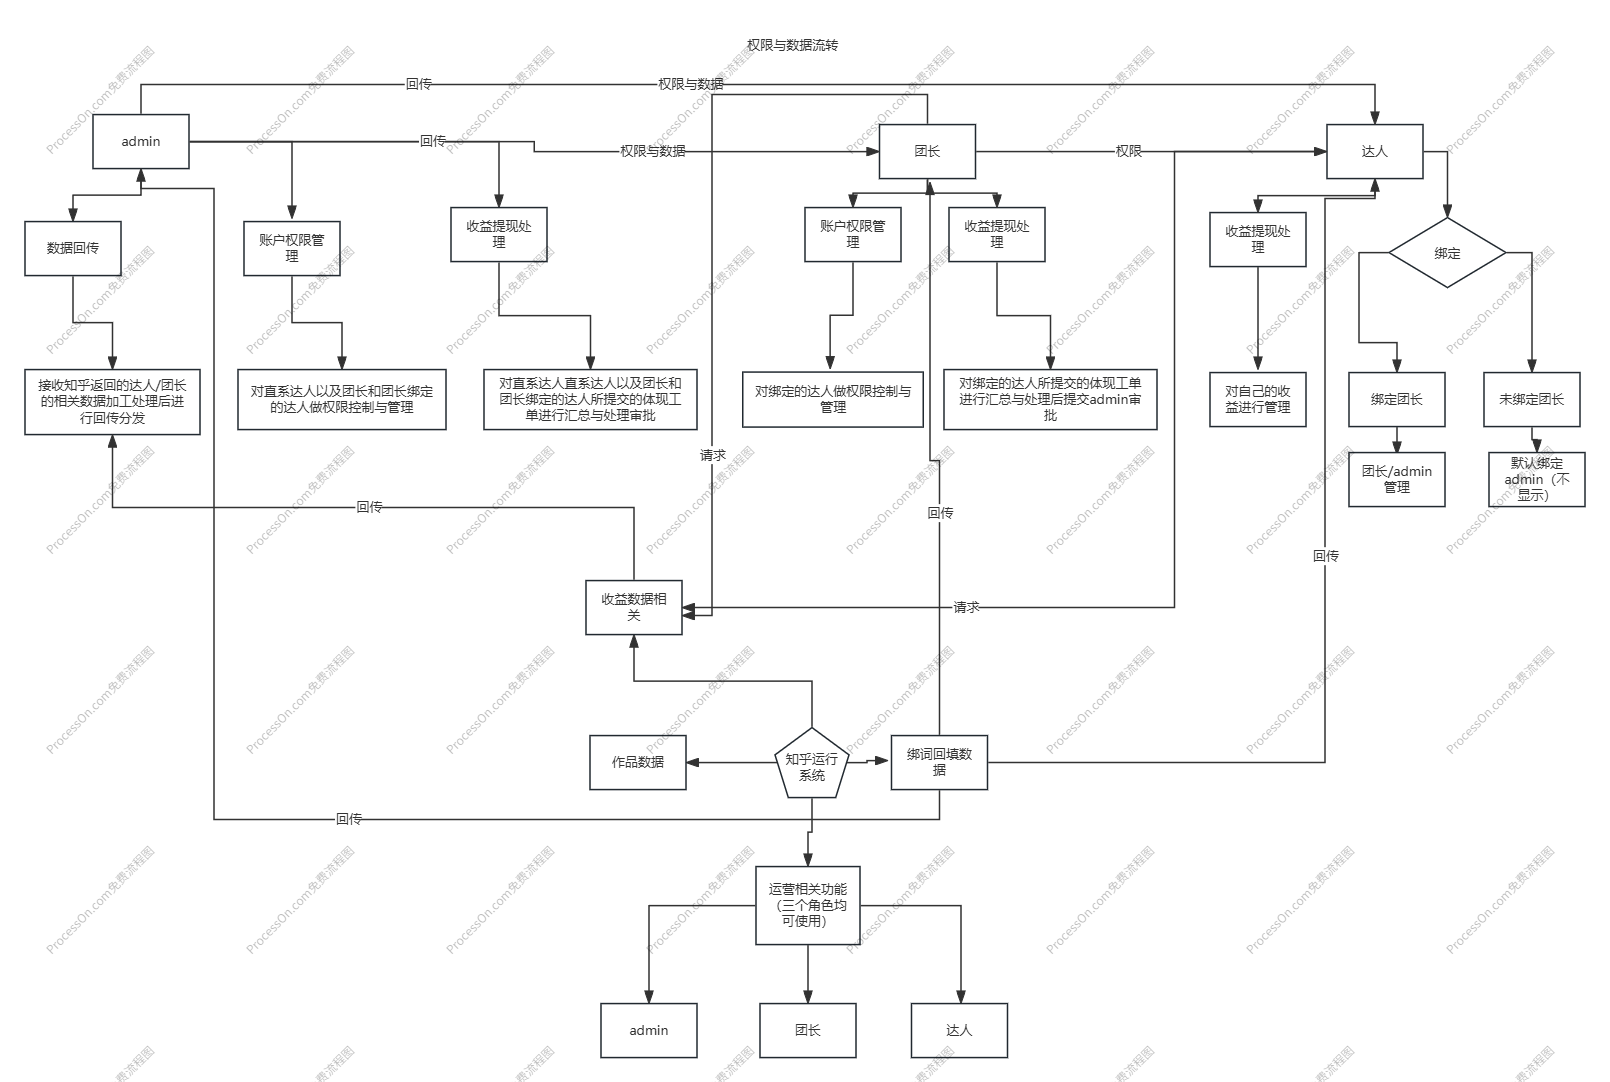 权限与数据流转
回传
权限与数据
admin
回传
权限与数据
团长
权限
达人
数据回传
账户权限管
理
收益提现处
理
账户权限管
理
收益提现处
理
收益提现处
理
绑定
接收知乎返回的达人/团长
的相关数据加工处理后进
行回传分发
对直系达人以及团长和团长绑定
的达人做权限控制与管理
对直系达人直系达人以及团长和
团长绑定的达人所提交的体现工
单进行汇总与处理审批
对绑定的达人做权限控制与
管理
对绑定的达人所提交的体现工单
进行汇总与处理后提交admin审
批
对自己的收
益进行管理
绑定团长
未绑定团长
请求
团长/admin
管理
默认绑定
admin（不
显示）
回传
回传
回传
收益数据相
关
请求
作品数据
知乎运行
系统
绑词回填数
据
回传
运营相关功能
（三个角色均
可使用）
admin
团长
达人
ProcessOn.com免费流程图